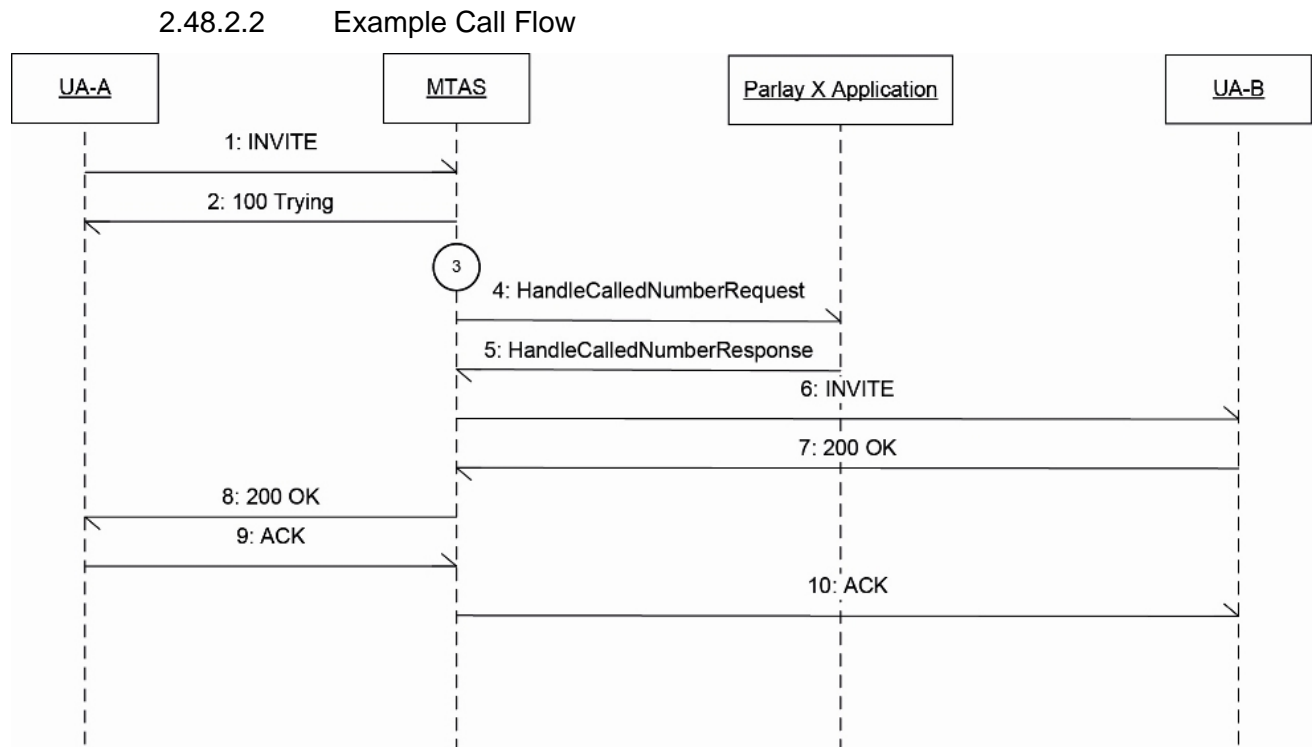 2.48.2.2 Example Call Flow
UA-A MTAS Parlay X Application UA-B
1: INVITE
2: 100 Trying
3
4: HandleCalledNumberRequest
5: HandleCalledNumberResponse
6: INVITE
7: 200 OK
8: 200 OK
9: ACK
10: ACK